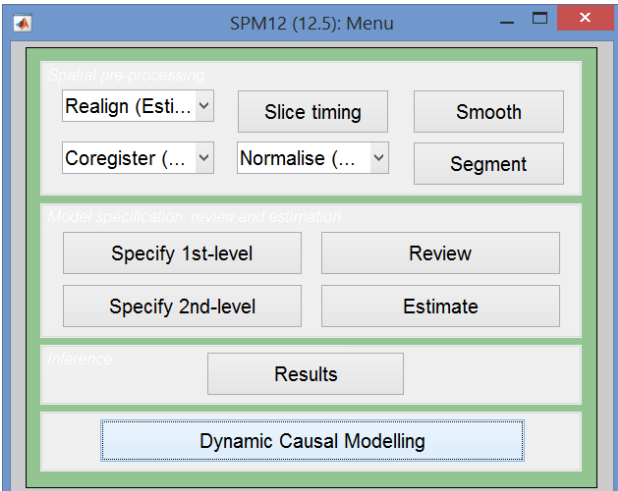 SPM12 (12.5): Menu
Spatial pre-processing
Realign (Esti...
Slice timing
Smooth
Coregister (...
Normalise (...
Segment
Model specification, review and estimation
Specify 1st-level
Review
Specify 2nd-level
Estimate
Inference
Results
Dynamic Causal Modelling